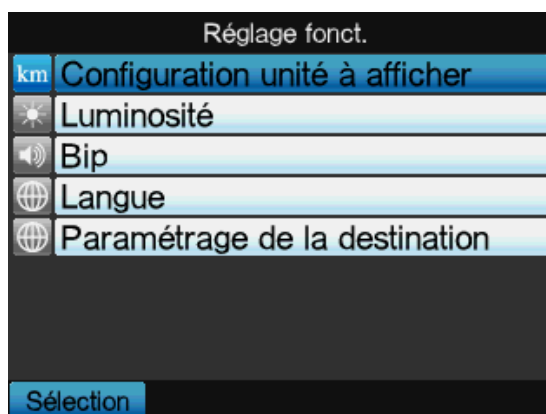 Réglage fonct.
km Configuration unité à afficher
Luminosité
Bip
Langue
Paramétrage de la destination
Sélection